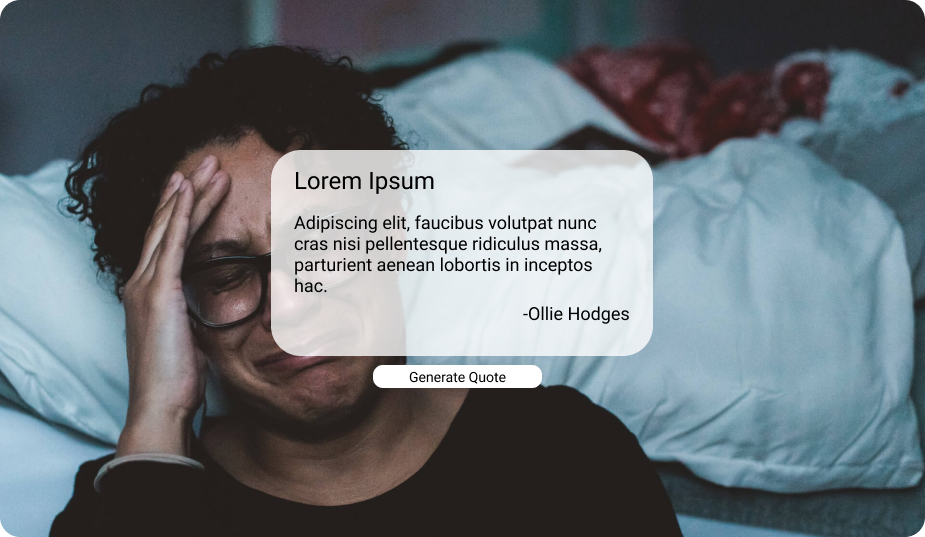 Lorem Ipsum
Adipiscing elit, faucibus volutpat nunc
cras nisi pellentesque ridiculus massa,
parturient aenean lobortis in inceptos
hac.
-Ollie Hodges
Generate Quote